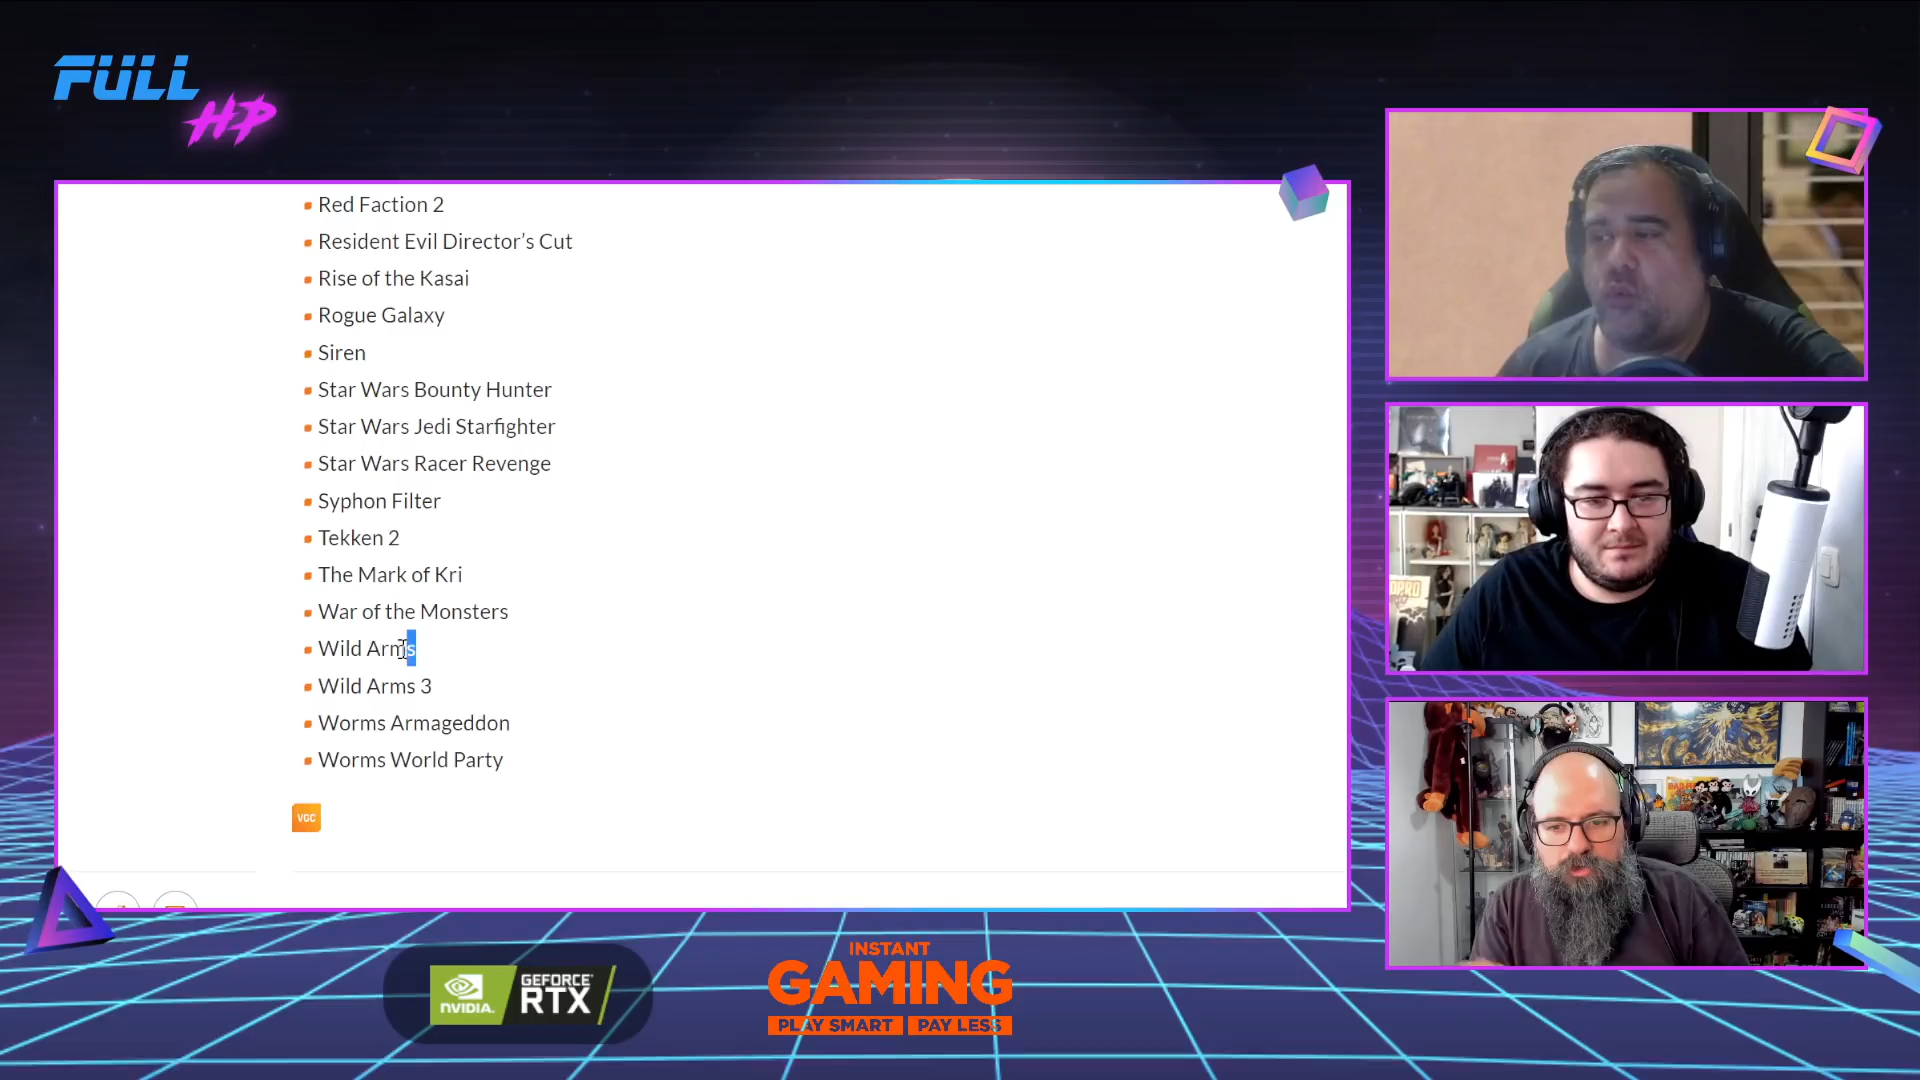 FULL
HP
Red Faction 2
Resident Evil Director’s Cut
Rise of the Kasai
Rogue Galaxy
Siren
Star Wars Bounty Hunter
Star Wars Jedi Starfighter
Star Wars Racer Revenge
Syphon Filter
Tekken 2
The Mark of Kri
War of the Monsters
Wild Arms
Wild Arms 3
Worms Armageddon
Worms World Party
VGC
NVIDIA.
GEFORCE
RTX
INSTANT
GAMING
PLAY SMART
PAY LESS